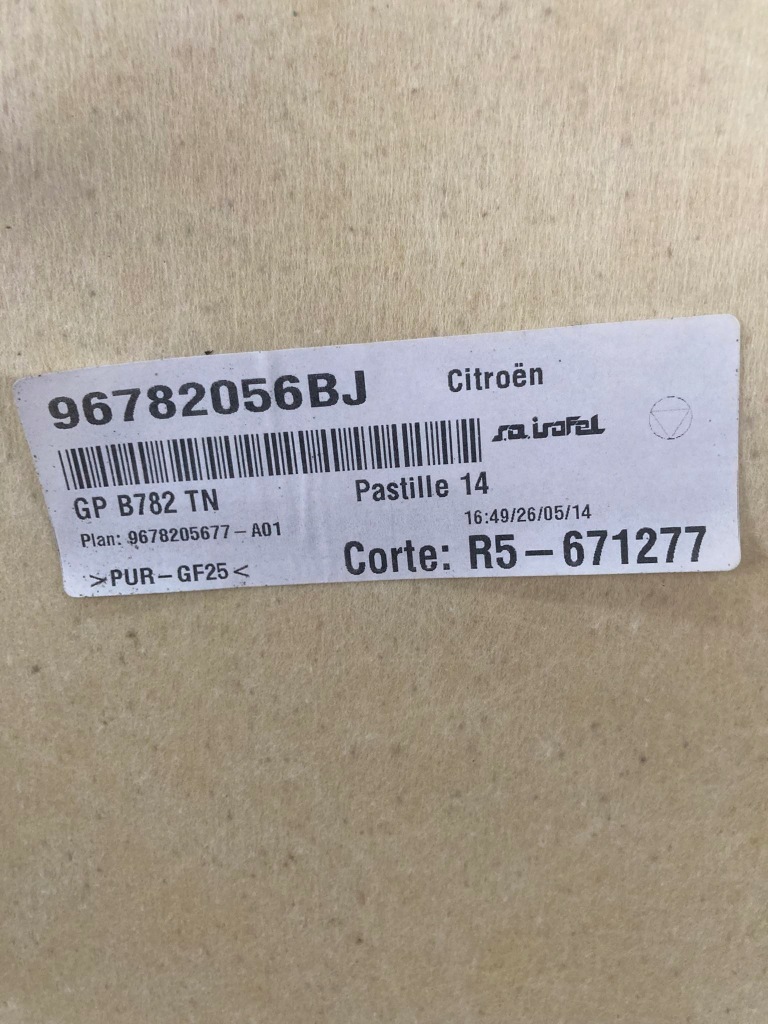 96782056BJ
Citroën
s.a. isofel
GP B782 TN
Pastille 14
Plan: 9678205677-A01
16:49/26/05/14
>PUR-GF25<
Corte: R5-671277